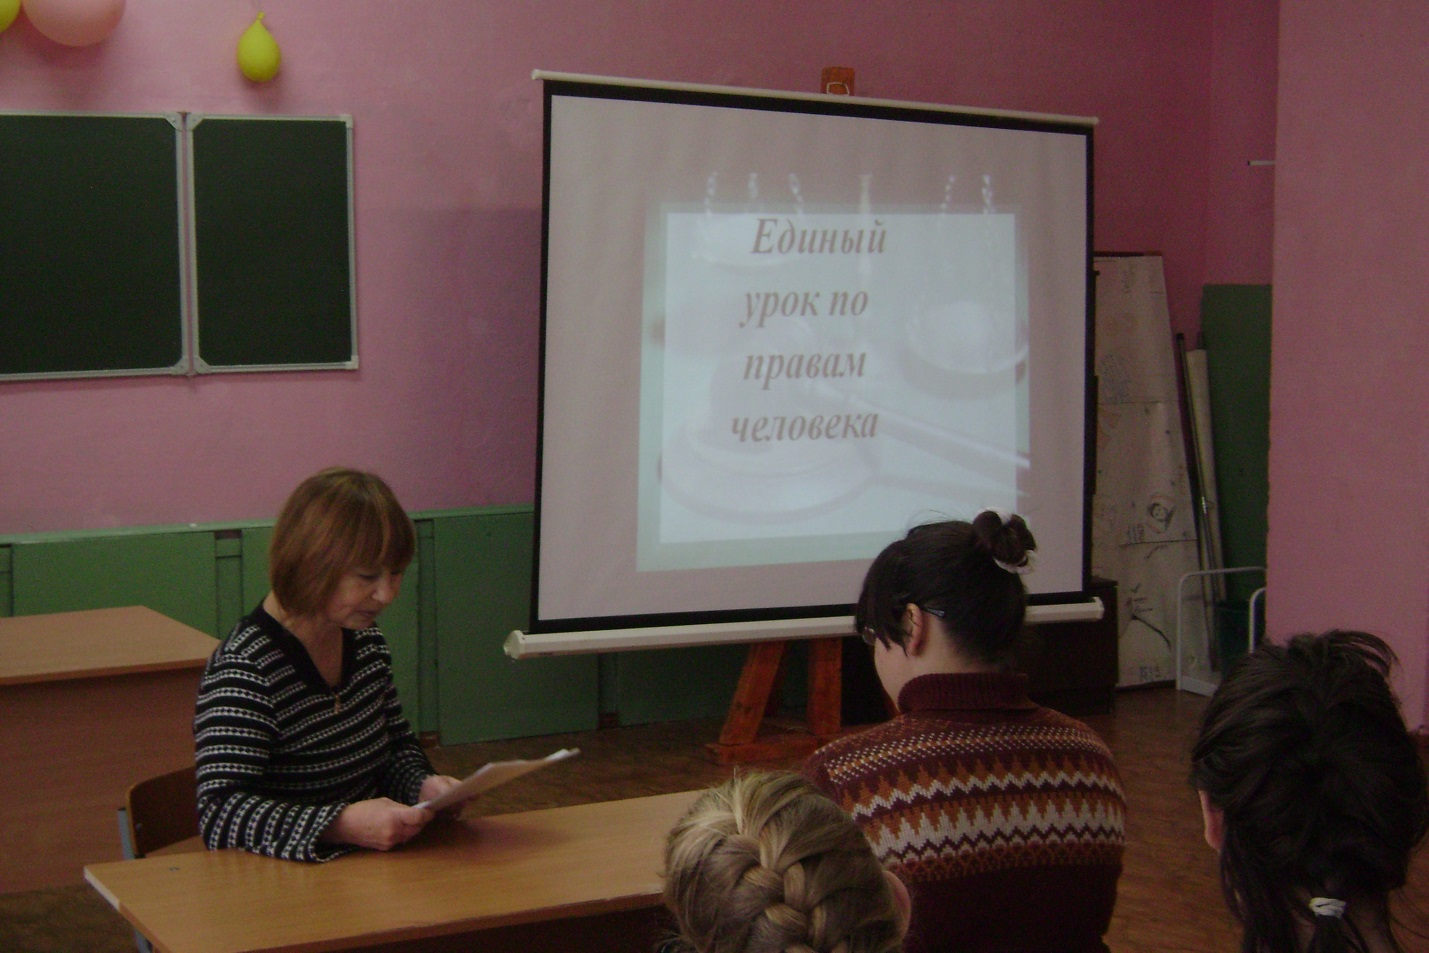 Единый
урок по
правам
человека